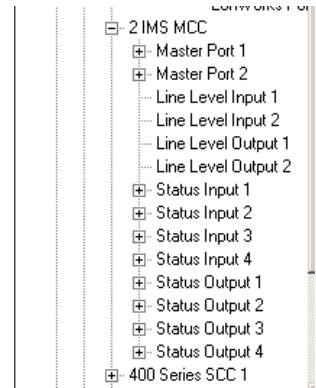 2 IMS MCC
Master Port 1
Master Port 2
Line Level Input 1
Line Level Input 2
Line Level Output 1
Line Level Output 2
Status Input 1
Status Input 2
Status Input 3
Status Input 4
Status Output 1
Status Output 2
Status Output 3
Status Output 4
400 Series SCC 1